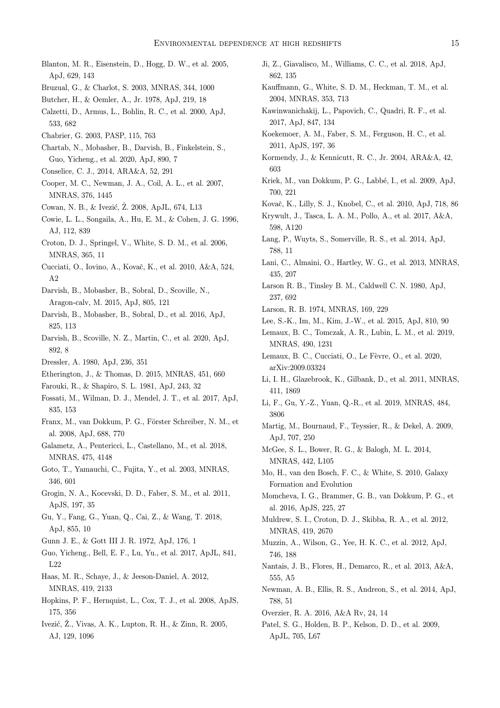 ENVIRONMENTAL DEPENDENCE AT HIGH REDSHIFTS
15
Blanton, M. R., Eisenstein, D., Hogg, D. W., et al. 2005,
ApJ, 629, 143
Bruzual, G., & Charlot, S. 2003, MNRAS, 344, 1000
Butcher, H., & Oemler, A., Jr. 1978, ApJ, 219, 18
Calzetti, D., Armus, L., Bohlin, R. C., et al. 2000, ApJ,
533, 682
Chabrier, G. 2003, PASP, 115, 763
Chartab, N., Mobasher, B., Darvish, B., Finkelstein, S.,
Guo, Yicheng., et al. 2020, ApJ, 890, 7
Conselice, C. J., 2014, ARA&A, 52, 291
Cooper, M. C., Newman, J. A., Coil, A. L., et al. 2007,
MNRAS, 376, 1445
Cowan, N. B., & Ivezić, Ž. 2008, ApJL, 674, L13
Cowie, L. L., Songaila, A., Hu, E. M., & Cohen, J. G. 1996,
AJ, 112, 839
Croton, D. J., Springel, V., White, S. D. M., et al. 2006,
MNRAS, 365, 11
Cucciati, O., Iovino, A., Kovač, K., et al. 2010, A&A, 524,
A2
Darvish, B., Mobasher, B., Sobral, D., Scoville, N.,
Aragon-calv, M. 2015, ApJ, 805, 121
Darvish, B., Mobasher, B., Sobral, D., et al. 2016, ApJ,
825, 113
Darvish, B., Scoville, N. Z., Martin, C., et al. 2020, ApJ,
892, 8
Dressler, A. 1980, ApJ, 236, 351
Etherington, J., & Thomas, D. 2015, MNRAS, 451, 660
Farouki, R., & Shapiro, S. L. 1981, ApJ, 243, 32
Fossati, M., Wilman, D. J., Mendel, J. T., et al. 2017, ApJ,
835, 153
Franx, M., van Dokkum, P. G., Förster Schreiber, N. M., et
al. 2008, ApJ, 688, 770
Galametz, A., Pentericci, L., Castellano, M., et al. 2018,
MNRAS, 475, 4148
Goto, T., Yamauchi, C., Fujita, Y., et al. 2003, MNRAS,
346, 601
Grogin, N. A., Kocevski, D. D., Faber, S. M., et al. 2011,
ApJS, 197, 35
Gu, Y., Fang, G., Yuan, Q., Cai, Z., & Wang, T. 2018,
ApJ, 855, 10
Gunn J. E., & Gott III J. R. 1972, ApJ, 176, 1
Guo, Yicheng., Bell, E. F., Lu, Yu., et al. 2017, ApJL, 841,
L22
Haas, M. R., Schaye, J., & Jeeson-Daniel, A. 2012,
MNRAS, 419, 2133
Hopkins, P. F., Hernquist, L., Cox, T. J., et al. 2008, ApJS,
175, 356
Ivezić, Ž., Vivas, A. K., Lupton, R. H., & Zinn, R. 2005,
AJ, 129, 1096
Ji, Z., Giavalisco, M., Williams, C. C., et al. 2018, ApJ,
862, 135
Kauffmann, G., White, S. D. M., Heckman, T. M., et al.
2004, MNRAS, 353, 713
Kawinwanichakij, L., Papovich, C., Quadri, R. F., et al.
2017, ApJ, 847, 134
Koekemoer, A. M., Faber, S. M., Ferguson, H. C., et al.
2011, ApJS, 197, 36
Kormendy, J., & Kennicutt, R. C., Jr. 2004, ARA&A, 42,
603
Kriek, M., van Dokkum, P. G., Labbé, I., et al. 2009, ApJ,
700, 221
Kovač, K., Lilly, S. J., Knobel, C., et al. 2010, ApJ, 718, 86
Krywult, J., Tasca, L. A. M., Pollo, A., et al. 2017, A&A,
598, A120
Lang, P., Wuyts, S., Somerville, R. S., et al. 2014, ApJ,
788, 11
Lani, C., Almaini, O., Hartley, W. G., et al. 2013, MNRAS,
435, 207
Larson R. B., Tinsley B. M., Caldwell C. N. 1980, ApJ,
237, 692
Larson, R. B. 1974, MNRAS, 169, 229
Lee, S.-K., Im, M., Kim, J.-W., et al. 2015, ApJ, 810, 90
Lemaux, B. C., Tomczak, A. R., Lubin, L. M., et al. 2019,
MNRAS, 490, 1231
Lemaux, B. C., Cucciati, O., Le Fèvre, O., et al. 2020,
arXiv:2009.03324
Li, I. H., Glazebrook, K., Gilbank, D., et al. 2011, MNRAS,
411, 1869
Li, F., Gu, Y.-Z., Yuan, Q.-R., et al. 2019, MNRAS, 484,
3806
Martig, M., Bournaud, F., Teyssier, R., & Dekel, A. 2009,
ApJ, 707, 250
McGee, S. L., Bower, R. G., & Balogh, M. L. 2014,
MNRAS, 442, L105
Mo, H., van den Bosch, F. C., & White, S. 2010, Galaxy
Formation and Evolution
Momcheva, I. G., Brammer, G. B., van Dokkum, P. G., et
al. 2016, ApJS, 225, 27
Muldrew, S. I., Croton, D. J., Skibba, R. A., et al. 2012,
MNRAS, 419, 2670
Muzzin, A., Wilson, G., Yee, H. K. C., et al. 2012, ApJ,
746, 188
Nantais, J. B., Flores, H., Demarco, R., et al. 2013, A&A,
555, A5
Newman, A. B., Ellis, R. S., Andreon, S., et al. 2014, ApJ,
788, 51
Overzier, R. A. 2016, A&A Rv, 24, 14
Patel, S. G., Holden, B. P., Kelson, D. D., et al. 2009,
ApJL, 705, L67